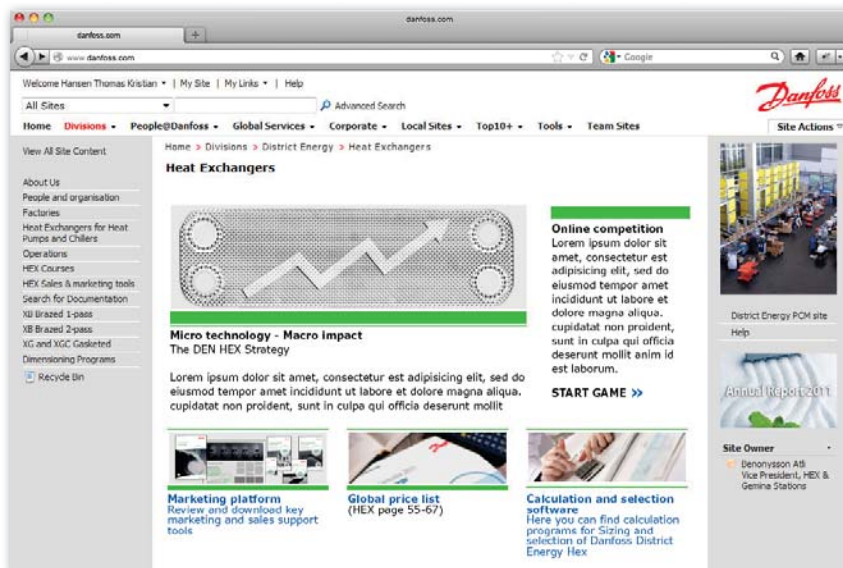 danfoss.com
danfoss.com
www.danfoss.com
Google
Welcome Hansen Thomas Kristian | My Site | My Links | Help
All Sites
Advanced Search
Danfoss
Home Divisions People@Danfoss Global Services Corporate Local Sites Top10+ Tools Team Sites
Site Actions
View All Site Content
About Us
People and organisation
Factories
Heat Exchangers for Heat
Pumps and Chillers
Operations
HEX Courses
HEX Sales & marketing tools
Search for Documentation
XB Brazed 1-pass
XB Brazed 2-pass
XG and XGC Gasketed
Dimensioning Programs
Recycle Bin
Home > Divisions > District Energy > Heat Exchangers
Heat Exchangers
Micro technology - Macro impact
The DEN HEX Strategy
Lorem ipsum dolor sit amet, consectetur est adipisicing elit, sed do
eiusmod tempor amet incididunt ut labore et dolore magna aliqua.
cupidatat non proident, sunt in culpa qui officia deserunt mollit
Online competition
Lorem ipsum dolor sit
amet, consectetur est
adipisicing elit, sed do
eiusmod tempor amet
incididunt ut labore et
dolore magna aliqua.
cupidatat non proident,
sunt in culpa qui officia
deserunt mollit anim id
est laborum.
START GAME »
Marketing platform
Review and download key
marketing and sales support
tools
Global price list
(HEX page 55-67)
Calculation and selection
software
Here you can find calculation
programs for Sizing and
selection of Danfoss District
Energy Hex
District Energy PCM site
Help
Annual Report 2011
Site Owner
Benonysson Atli
Vice President, HEX &
Gemina Stations